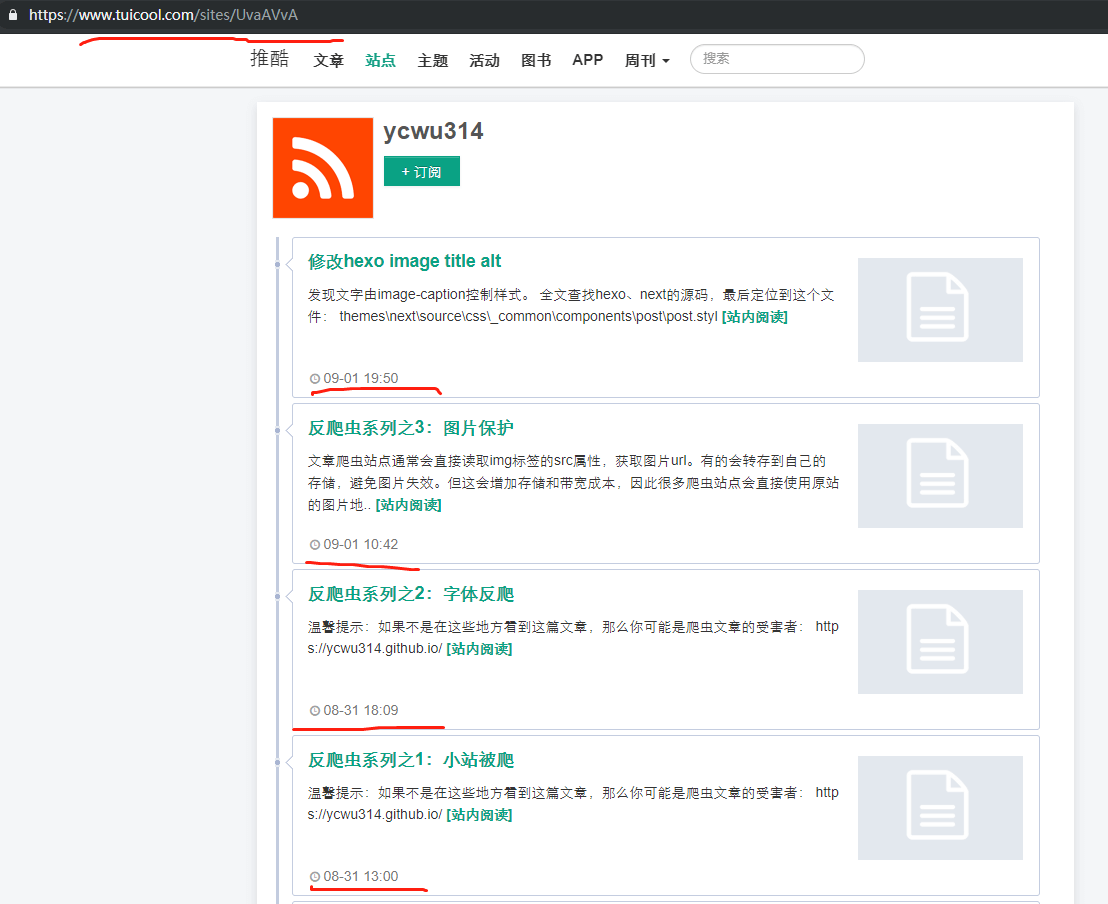 https://www.tuicool.com/sites/UvaAVvA
推酷 文章 站点 主题 活动 图书 APP 周刊 搜索
ycwu314
+ 订阅
修改hexo image title alt
发现文字由image-caption控制样式。 全文查找hexo、next的源码，最后定位到这个文
件： themes\next\source\css\_common\components\post\post.styl [站内阅读]
09-01 19:50
反爬虫系列之3：图片保护
文章爬虫站点通常会直接读取img标签的src属性，获取图片url。有的会转存到自己的
存储，避免图片失效。但这会增加存储和带宽成本，因此很多爬虫站点会直接使用原站
的图片地.. [站内阅读]
09-01 10:42
反爬虫系列之2：字体反爬
温馨提示：如果不是在这些地方看到这篇文章，那么你可能是爬虫文章的受害者： http
s://ycwu314.github.io/ [站内阅读]
08-31 18:09
反爬虫系列之1：小站被爬
温馨提示：如果不是在这些地方看到这篇文章，那么你可能是爬虫文章的受害者： http
s://ycwu314.github.io/ [站内阅读]
08-31 13:00